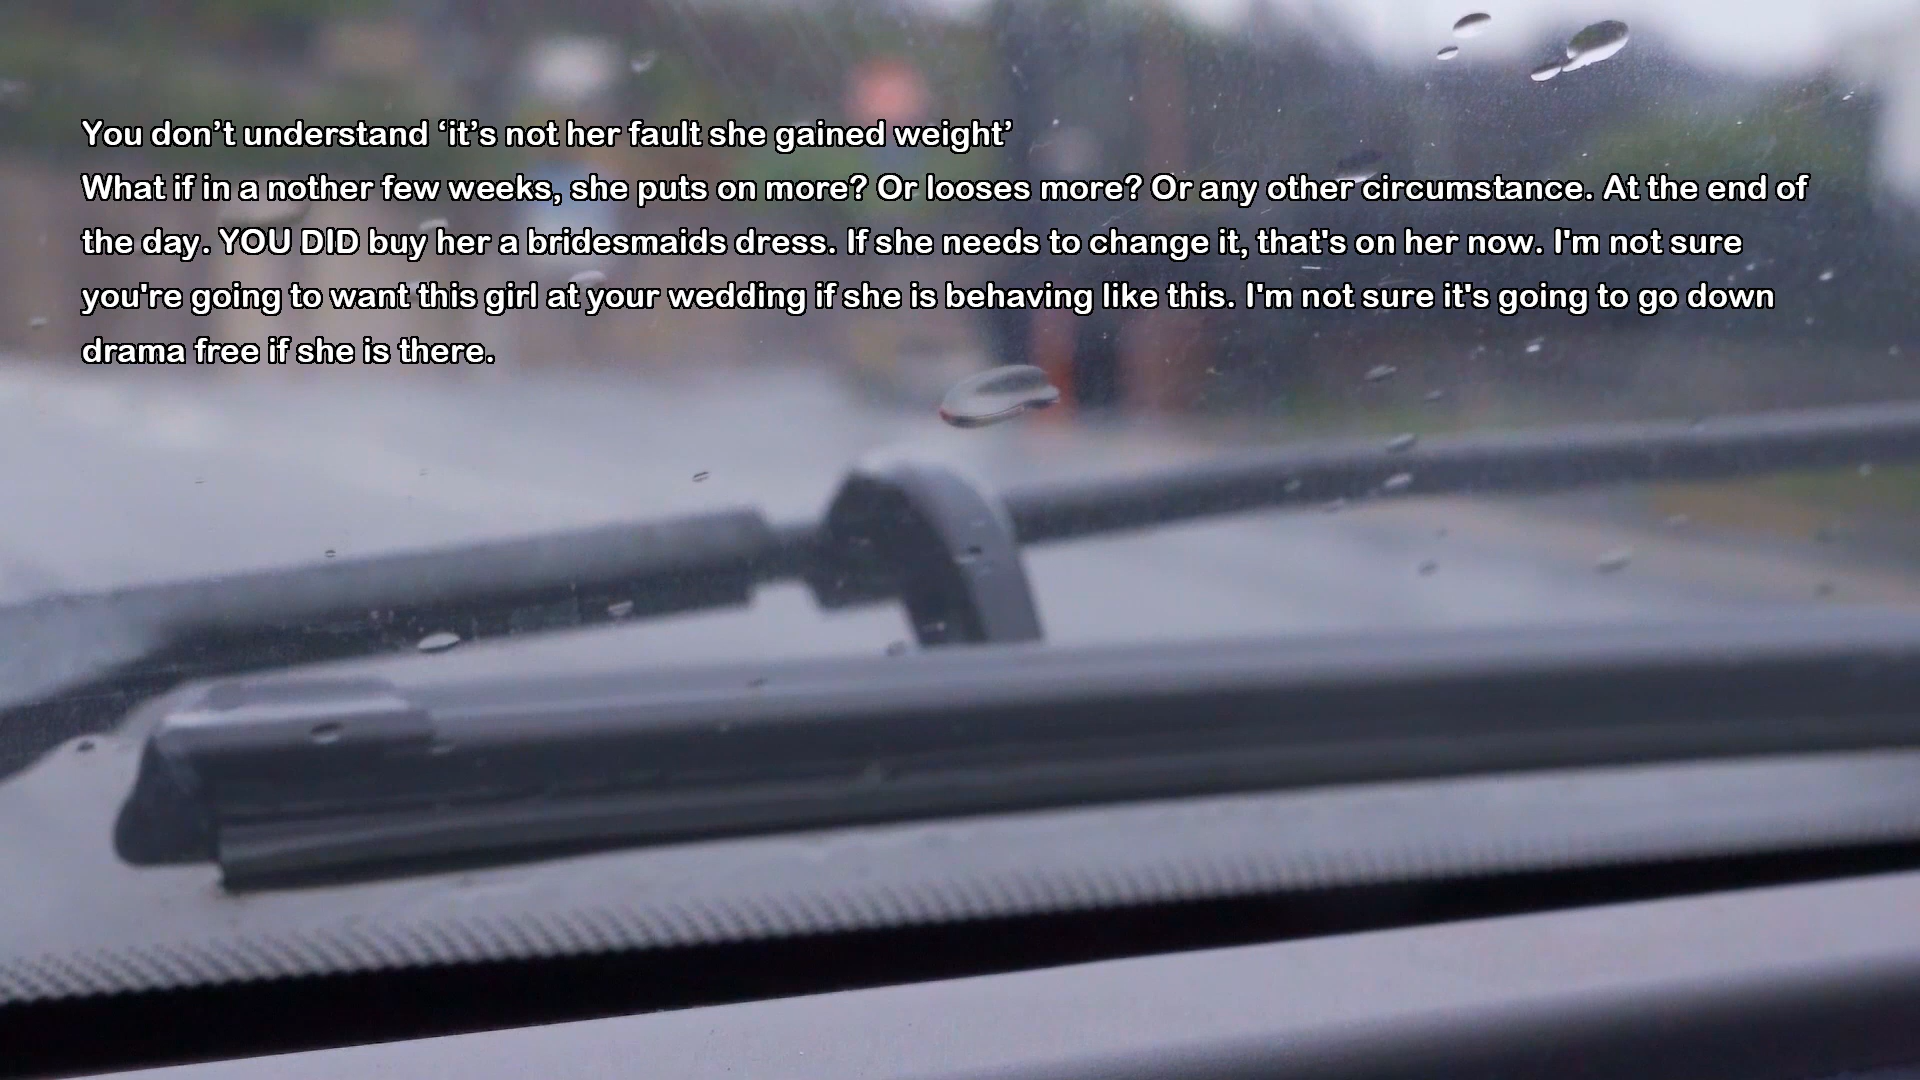 You don’t understand ‘it’s not her fault she gained weight’
What if in a nother few weeks, she puts on more? Or looses more? Or any other circumstance. At the end of
the day. YOU DID buy her a bridesmaids dress. If she needs to change it, that's on her now. I'm not sure
you're going to want this girl at your wedding if she is behaving like this. I'm not sure it's going to go down
drama free if she is there.